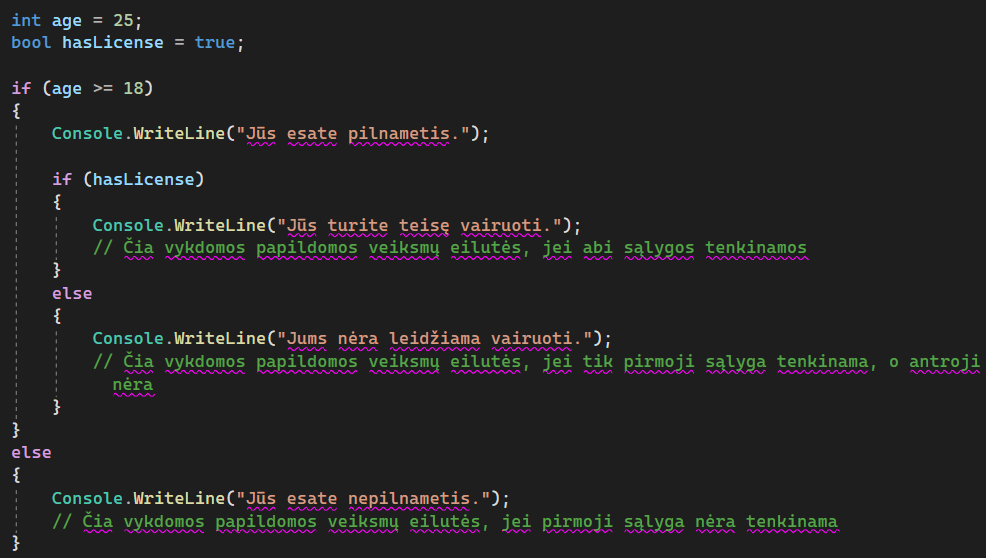 int age = 25;
bool hasLicense = true;

if (age >= 18)
{
    Console.WriteLine("Jūs esate pilnametis.");

    if (hasLicense)
    {
        Console.WriteLine("Jūs turite teisę vairuoti.");
        // Čia vykdomos papildomos veiksmų eilutės, jei abi sąlygos tenkinamos
    }
    else
    {
        Console.WriteLine("Jums nėra leidžiama vairuoti.");
        // Čia vykdomos papildomos veiksmų eilutės, jei tik pirmoji sąlyga tenkinama, o antroji
          nėra
    }
}
else
{
    Console.WriteLine("Jūs esate nepilnametis.");
    // Čia vykdomos papildomos veiksmų eilutės, jei pirmoji sąlyga nėra tenkinama
}